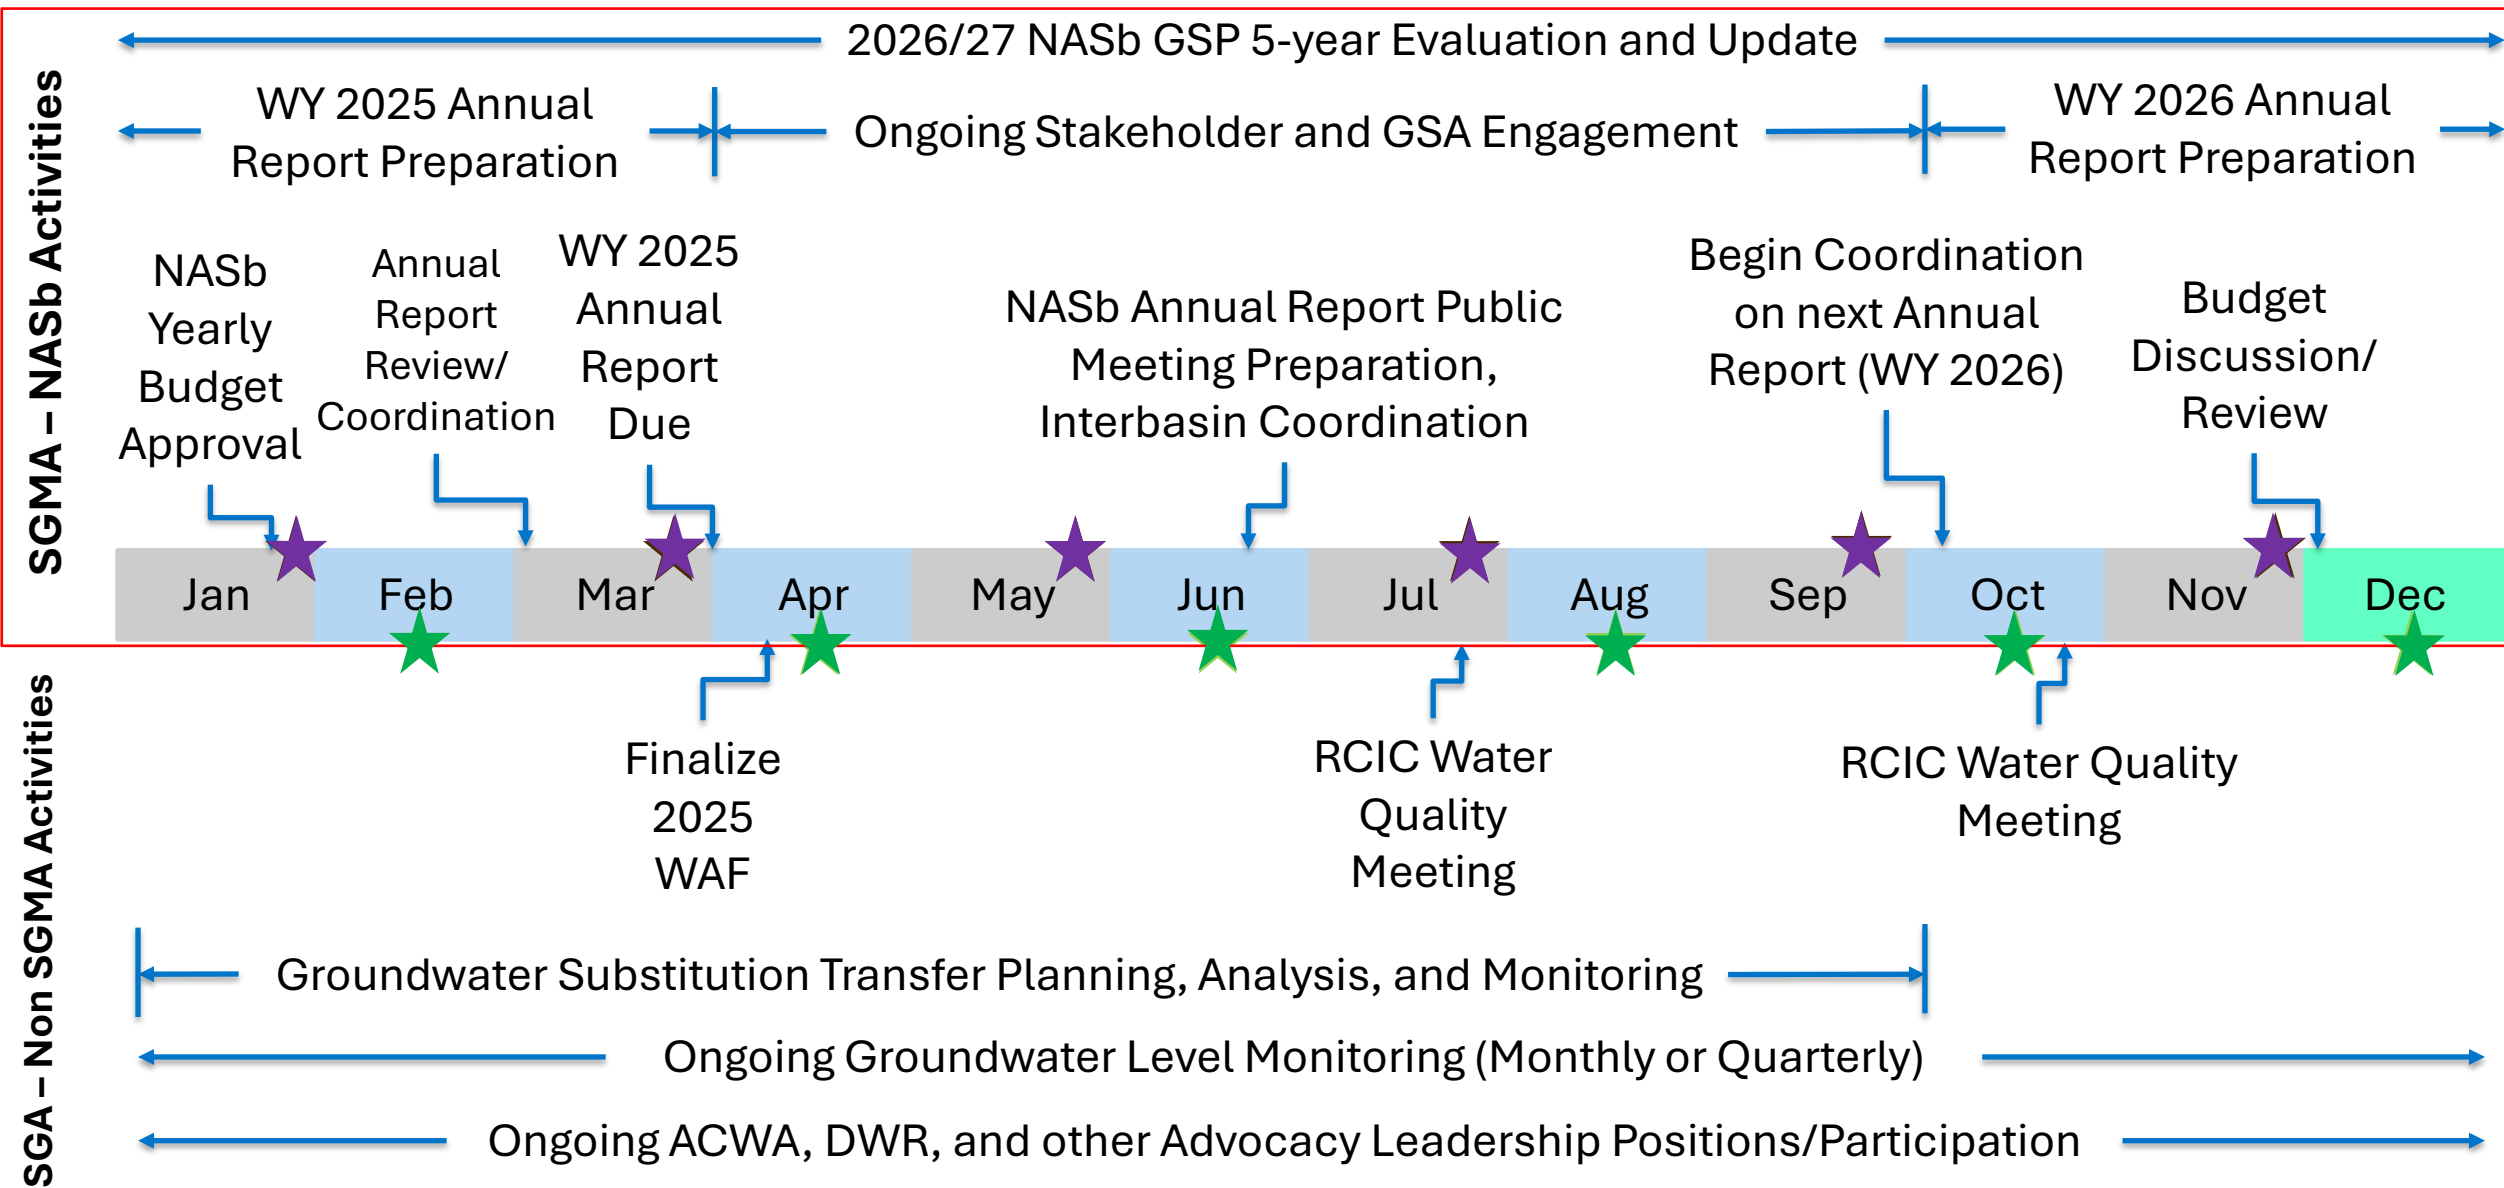 SGMA – NASb Activities
2026/27 NASb GSP 5-year Evaluation and Update
WY 2025 Annual
Report Preparation
Ongoing Stakeholder and GSA Engagement
WY 2026 Annual
Report Preparation
NASb
Yearly
Budget
Approval
Annual
Report
Review/
Coordination
WY 2025
Annual
Report
Due
NASb Annual Report Public
Meeting Preparation,
Interbasin Coordination
Begin Coordination
on next Annual
Report (WY 2026)
Budget
Discussion/
Review
Jan Feb Mar Apr May Jun Jul Aug Sep Oct Nov Dec
SGA – Non SGMA Activities
Finalize
2025
WAF
RCIC Water
Quality
Meeting
RCIC Water Quality
Meeting
Groundwater Substitution Transfer Planning, Analysis, and Monitoring
Ongoing Groundwater Level Monitoring (Monthly or Quarterly)
Ongoing ACWA, DWR, and other Advocacy Leadership Positions/Participation